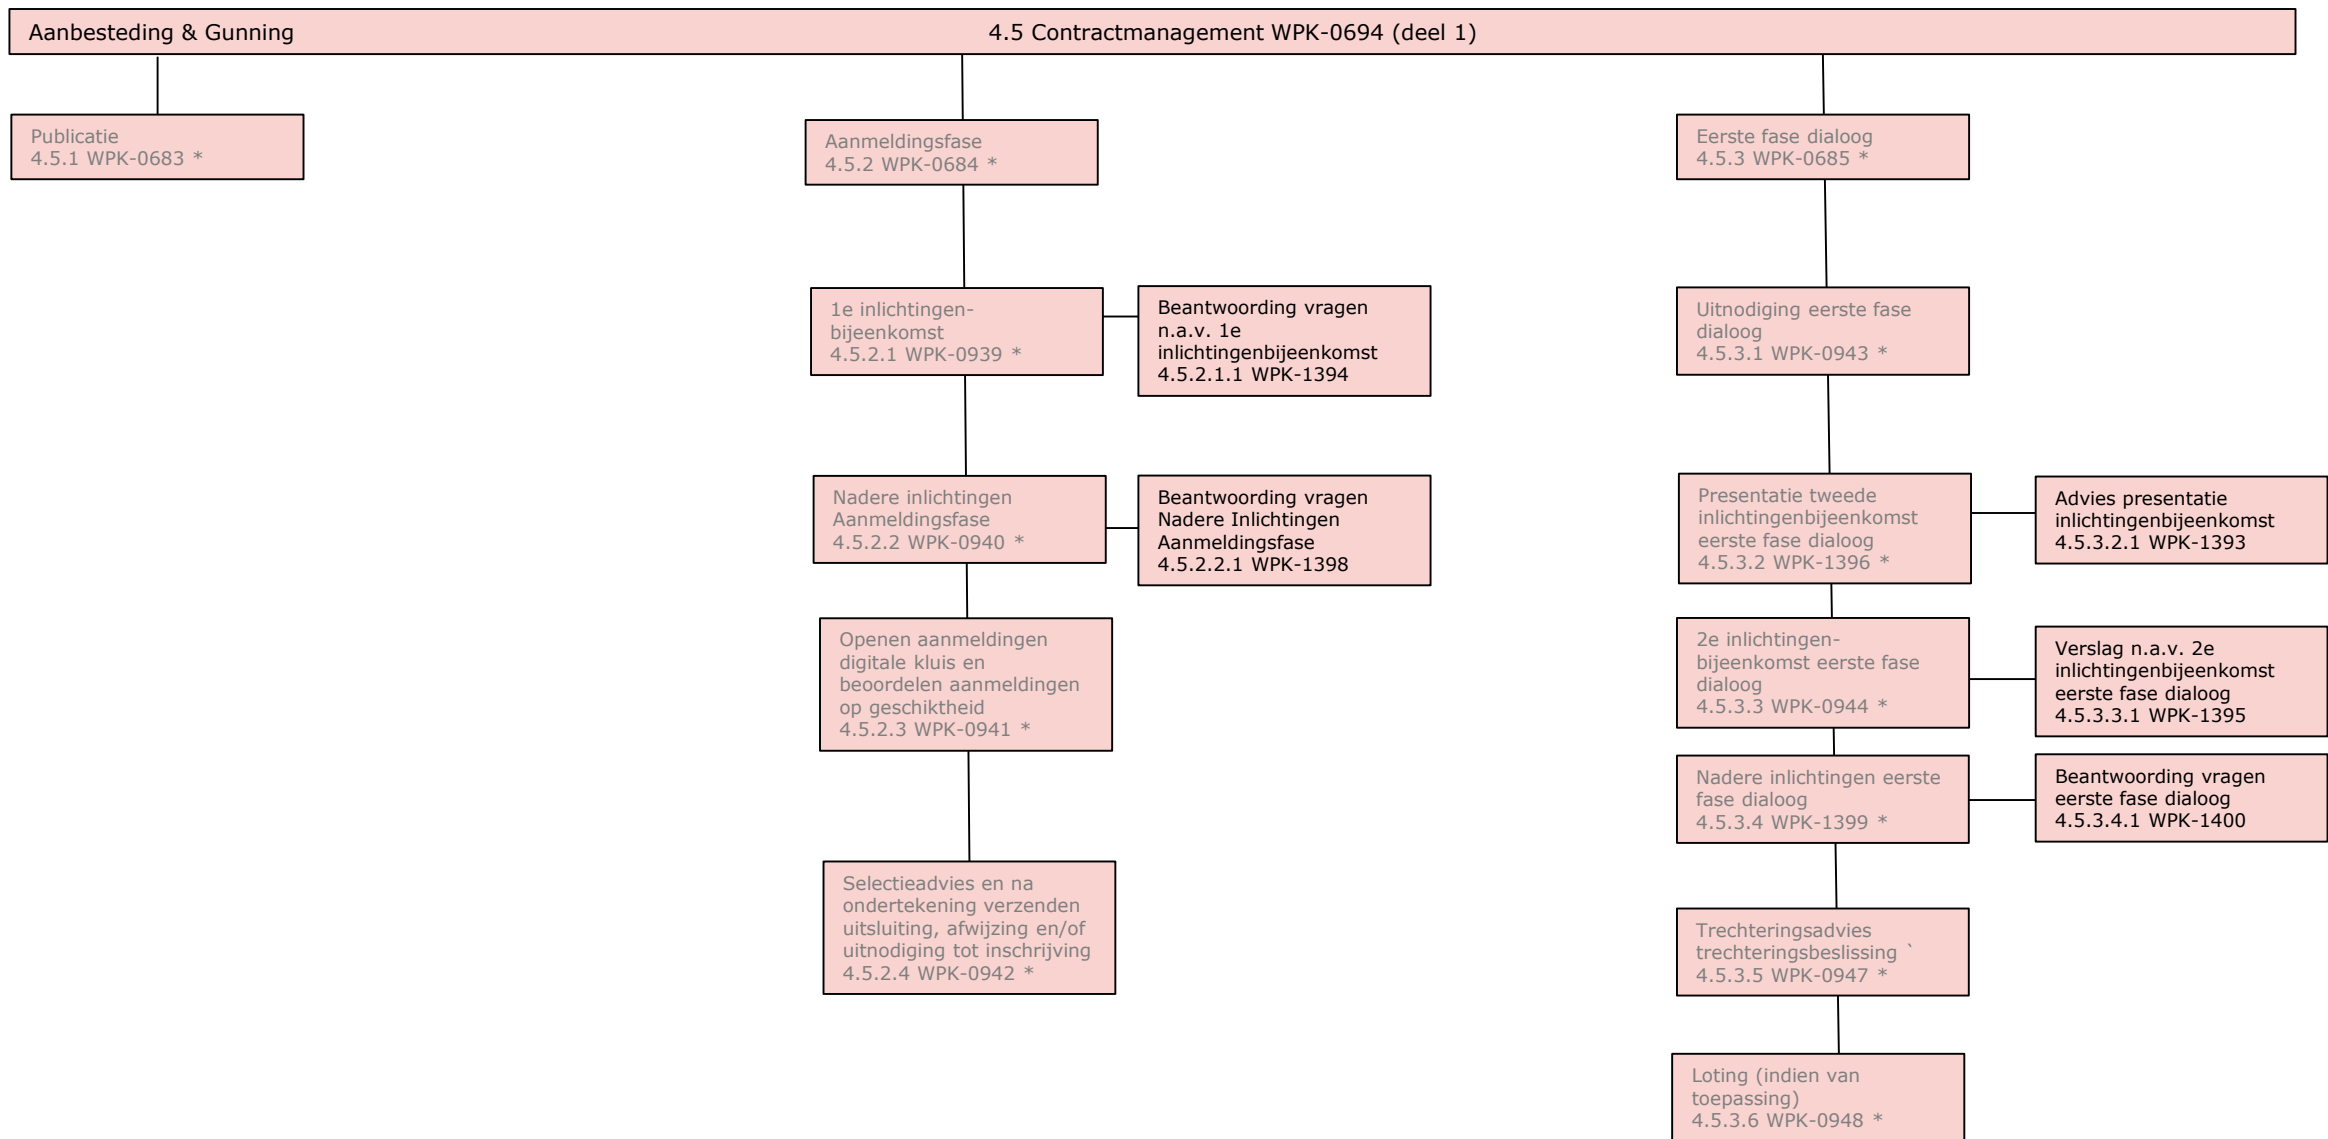 Aanbesteding & Gunning
4.5 Contractmanagement WPK-0694 (deel 1)
Publicatie
4.5.1 WPK-0683 *
Aanmeldingsfase
4.5.2 WPK-0684 *
1e inlichtingen-
bijeenkomst
4.5.2.1 WPK-0939 *
Beantwoording vragen
n.a.v. 1e
inlichtingenbijeenkomst
4.5.2.1.1 WPK-1394
Nadere inlichtingen
Aanmeldingsfase
4.5.2.2 WPK-0940 *
Beantwoording vragen
Nadere Inlichtingen
Aanmeldingsfase
4.5.2.2.1 WPK-1398
Openen aanmeldingen
digitale kluis en
beoordelen aanmeldingen
op geschiktheid
4.5.2.3 WPK-0941 *
Selectieadvies en na
ondertekening verzenden
uitsluiting, afwijzing en/of
uitnodiging tot inschrijving
4.5.2.4 WPK-0942 *
Eerste fase dialoog
4.5.3 WPK-0685 *
Uitnodiging eerste fase
dialoog
4.5.3.1 WPK-0943 *
Presentatie tweede
inlichtingenbijeenkomst
eerste fase dialoog
4.5.3.2 WPK-1396 *
Advies presentatie
inlichtingenbijeenkomst
4.5.3.2.1 WPK-1393
2e inlichtingen-
bijeenkomst eerste fase
dialoog
4.5.3.3 WPK-0944 *
Verslag n.a.v. 2e
inlichtingenbijeenkomst
eerste fase dialoog
4.5.3.3.1 WPK-1395
Nadere inlichtingen eerste
fase dialoog
4.5.3.4 WPK-1399 *
Beantwoording vragen
eerste fase dialoog
4.5.3.4.1 WPK-1400
Trechteringsadvies
trechteringsbeslissing `
4.5.3.5 WPK-0947 *
Loting (indien van
toepassing)
4.5.3.6 WPK-0948 *